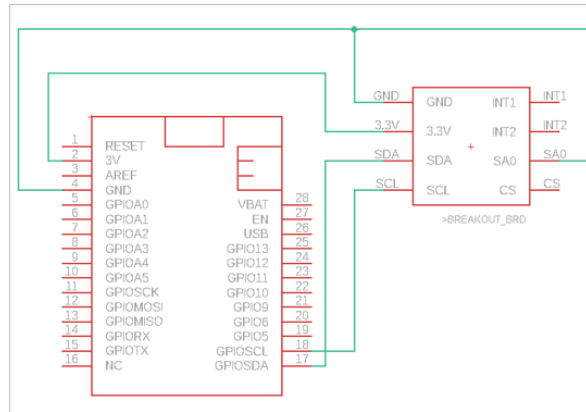 GND GND INT1 INT1
3.3V 3.3V INT2 INT2
SDA SDA SA0 SA0
SCL SCL CS CS
>BREAKOUT_BRD
1 RESET
2 3V
3 AREF
4 GND
5 GPIOA0 VBAT 28
6 GPIOA1 EN 27
7 GPIOA2 USB 26
8 GPIOA3 GPIO13 25
9 GPIOA4 GPIO12 24
10 GPIOA5 GPIO11 23
11 GPIOSCK GPIO10 22
12 GPIOMOSI GPIO9 21
13 GPIOMISO GPIO6 20
14 GPIORX GPIO5 19
15 GPIOTX GPIOSCL 18
16 NC GPIOSDA 17